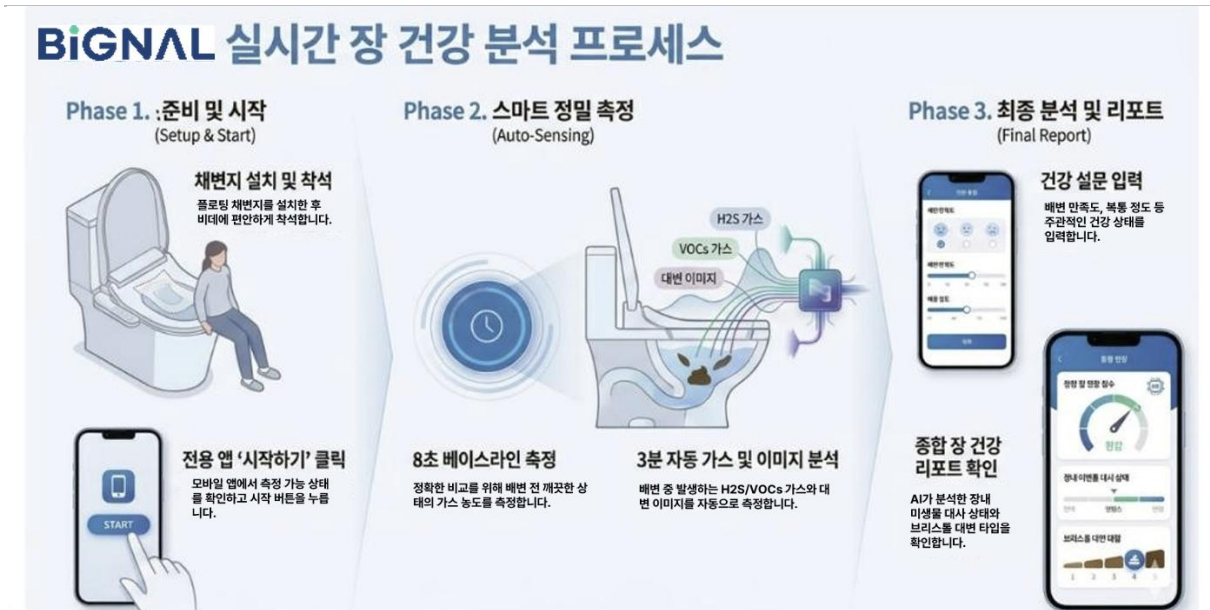 BiGNAL 실시간 장 건강 분석 프로세스
Phase 1. :준비 및 시작
(Setup & Start)
채변지 설치 및 착석
플로팅 채변지를 설치한 후
비데에 편안하게 착석합니다.
START
전용 앱 ‘시작하기’ 클릭
모바일 앱에서 측정 가능 상태
를 확인하고 시작 버튼을 누릅
니다.
Phase 2. 스마트 정밀 측정
(Auto-Sensing)
H2S 가스
VOCs 가스
대변 이미지
8초 베이스라인 측정
정확한 비교를 위해 배변 전 깨끗한 상
태의 가스 농도를 측정합니다.
3분 자동 가스 및 이미지 분석
배변 중 발생하는 H2S/VOCs 가스와 대
변 이미지를 자동으로 측정합니다.
Phase 3. 최종 분석 및 리포트
(Final Report)
건강 설문 입력
배변 만족도, 복통 정도 등
주관적인 건강 상태를
입력합니다.
종합 장 건강
리포트 확인
AI가 분석한 장내
미생물 대사 상태와
브리스톨 대변 타입을
확인합니다.
1 2 3 4 5